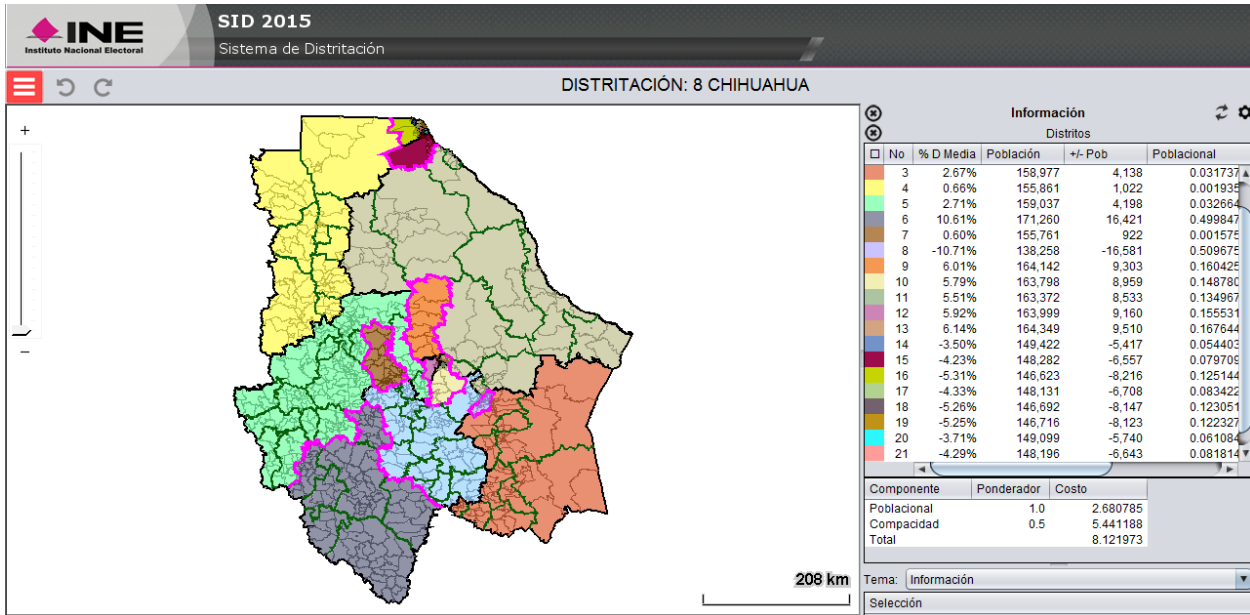 INE
Instituto Nacional Electoral
SID 2015
Sistema de Distritación
DISTRITACIÓN: 8 CHIHUAHUA
+
−
208 km
Información
Distritos
No % D Media Población +/- Pob Poblacional
3 2.67% 158,977 4,138 0.031737
4 0.66% 155,861 1,022 0.001935
5 2.71% 159,037 4,198 0.032664
6 10.61% 171,260 16,421 0.499847
7 0.60% 155,761 922 0.001575
8 -10.71% 138,258 -16,581 0.509675
9 6.01% 164,142 9,303 0.160425
10 5.79% 163,798 8,959 0.148780
11 5.51% 163,372 8,533 0.134967
12 5.92% 163,999 9,160 0.155531
13 6.14% 164,349 9,510 0.167644
14 -3.50% 149,422 -5,417 0.054403
15 -4.23% 148,282 -6,557 0.079709
16 -5.31% 146,623 -8,216 0.125144
17 -4.33% 148,131 -6,708 0.083422
18 -5.26% 146,692 -8,147 0.123051
19 -5.25% 146,716 -8,123 0.122327
20 -3.71% 149,099 -5,740 0.061084
21 -4.29% 148,196 -6,643 0.081814
Componente Ponderador Costo
Poblacional 1.0 2.680785
Compacidad 0.5 5.441188
Total 8.121973
Tema: Información
Selección